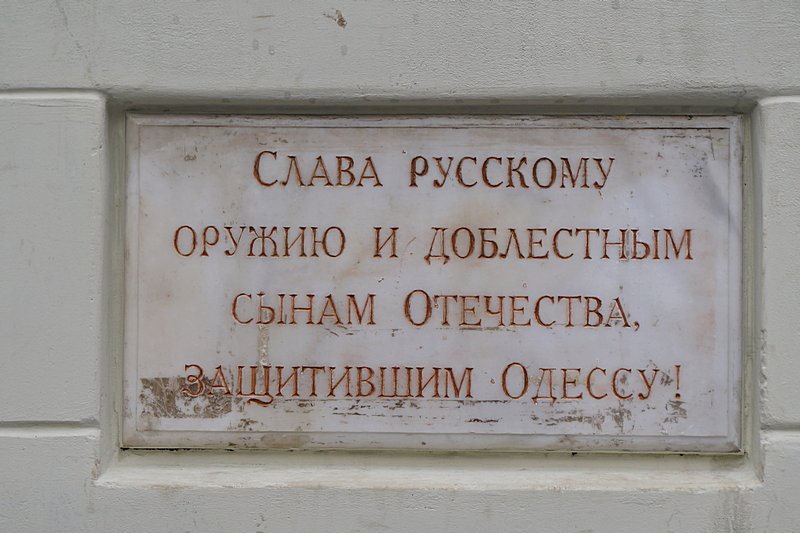 Слава русскому
оружию и доблестным
сынам Отечества,
защитившим Одессу!